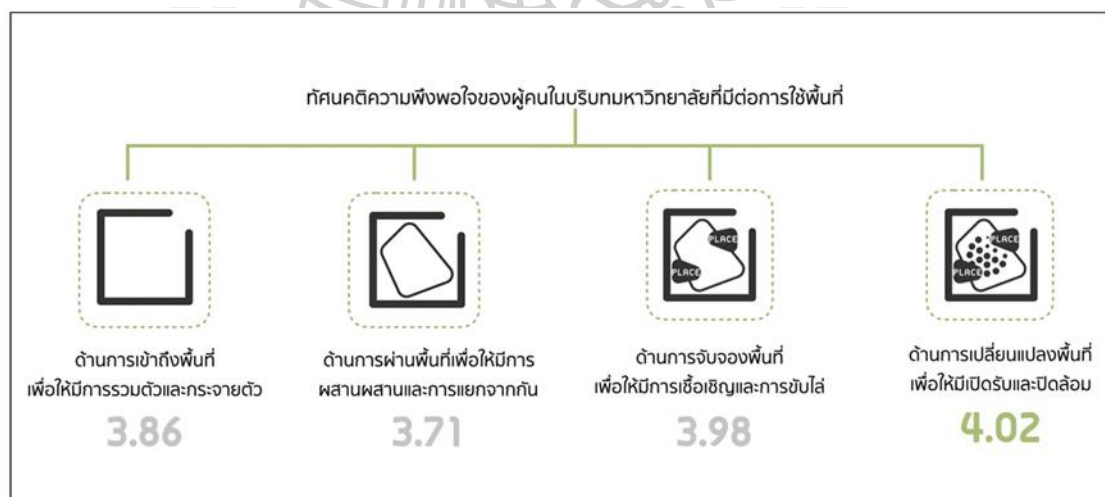 ทัศนคติความพึงพอใจของผู้คนในบริบทมหาวิทยาลัยที่มีต่อการใช้พื้นที่
PLACE
PLACE
PLACE
PLACE
ด้านการเข้าถึงพื้นที่
เพื่อให้มีการรวมตัวและกระจายตัว
3.86
ด้านการผ่านพื้นที่เพื่อให้มีการ
ผสานผสานและการแยกจากกัน
3.71
ด้านการจับจองพื้นที่
เพื่อให้มีการเชื้อเชิญและการขับไล่
3.98
ด้านการเปลี่ยนแปลงพื้นที่
เพื่อให้มีเปิดรับและปิดล้อม
4.02